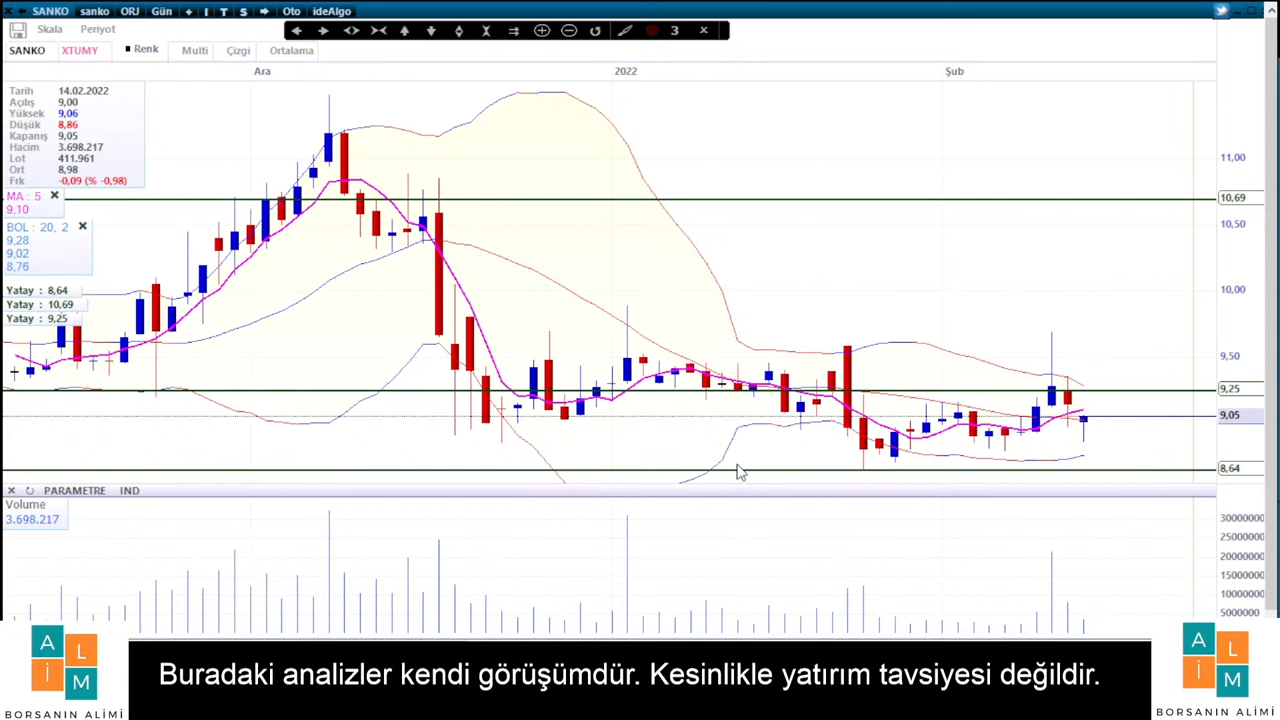 SANKO sanko ORJ Gün + I T S Oto ideAlgo
Skala Periyot
3 x
SANKO XTUMY Renk Multi Çizgi Ortalama
Ara 2022 Şub
Tarih 14.02.2022
Açılış 9,00
Yüksek 9,06
Düşük 8,86
Kapanış 9,05
Hacim 3.698.217
Lot 411.961
Ort 8,98
Frk -0,09 (% -0,98)
MA : 5
9,10
BOL : 20, 2
9,28
9,02
8,76
Yatay : 8,64
Yatay : 10,69
Yatay : 9,25
11,00
10,69
10,50
10,00
9,50
9,25
9,05
8,64
PARAMETRE IND
Volume
3.698.217
30000000
25000000
20000000
15000000
10000000
5000000
A L İ M
BORSANIN ALİMİ
Buradaki analizler kendi görüşümdür. Kesinlikle yatırım tavsiyesi değildir.
A L İ M
BORSANIN ALİMİ